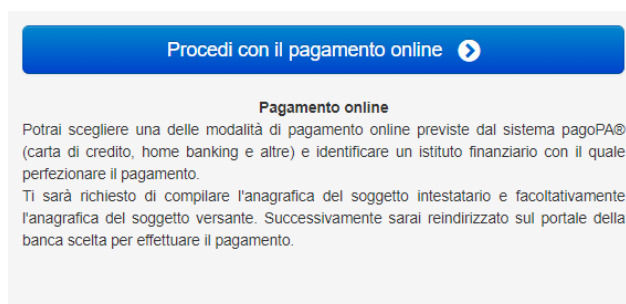 Procedi con il pagamento online
Pagamento online
Potrai scegliere una delle modalità di pagamento online previste dal sistema pagoPA®
(carta di credito, home banking e altre) e identificare un istituto finanziario con il quale
perfezionare il pagamento.
Ti sarà richiesto di compilare l'anagrafica del soggetto intestatario e facoltativamente
l'anagrafica del soggetto versante. Successivamente sarai reindirizzato sul portale della
banca scelta per effettuare il pagamento.